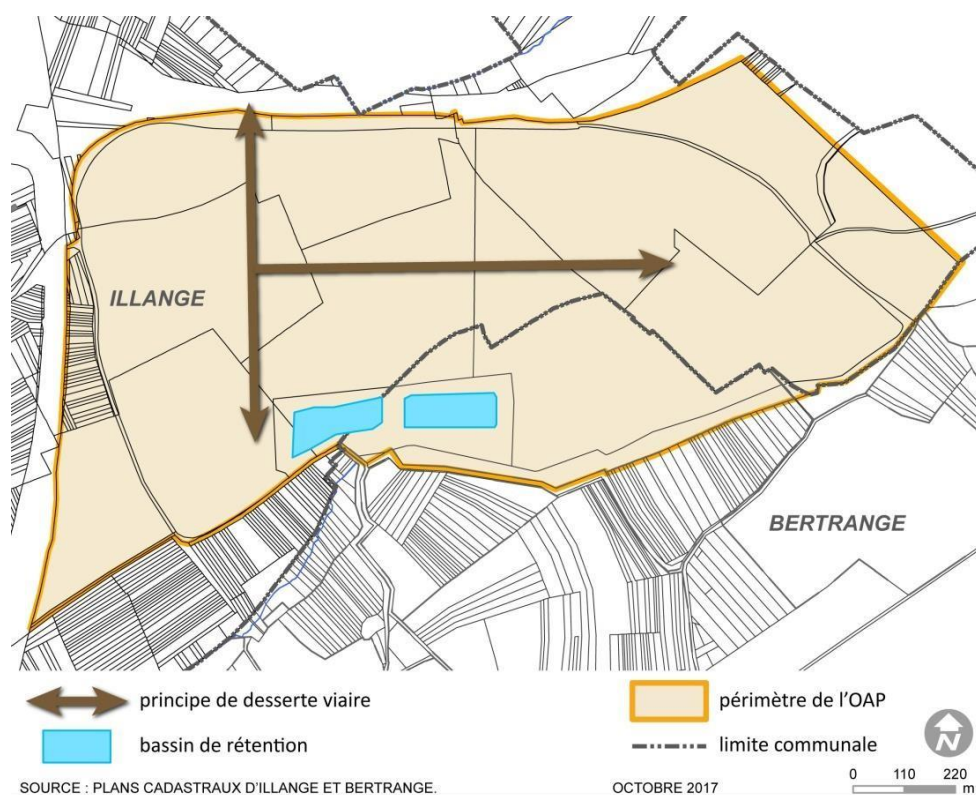 ILLANGE
BERTRANGE
principe de desserte viaire
périmètre de l'OAP
bassin de rétention
limite communale
N
SOURCE : PLANS CADASTRAUX D'ILLANGE ET BERTRANGE.
OCTOBRE 2017
0 110 220
m